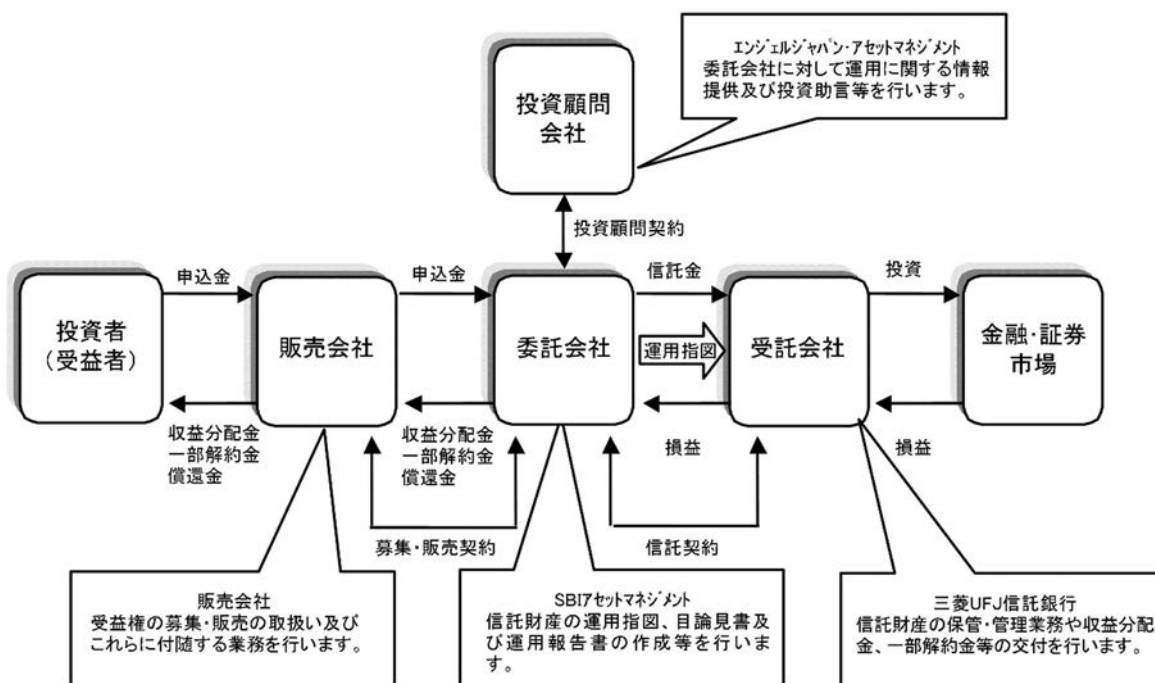 エンジェルジャパン・アセットマネジメント
委託会社に対して運用に関する情報
提供及び投資助言等を行います。
投資顧問
会社
投資顧問契約
申込金
申込金
信託金
投資
投資者
(受益者)
販売会社
委託会社
運用指図
受託会社
金融・証券
市場
収益分配金
一部解約金
償還金
収益分配金
一部解約金
償還金
損益
損益
募集・販売契約
信託契約
販売会社
受益権の募集・販売の取扱い及び
これらに付随する業務を行います。
SBIアセットマネジメント
信託財産の運用指図、目論見書及
び運用報告書の作成等を行いま
す。
三菱UFJ信託銀行
信託財産の保管・管理業務や収益分配
金、一部解約金等の交付を行います。